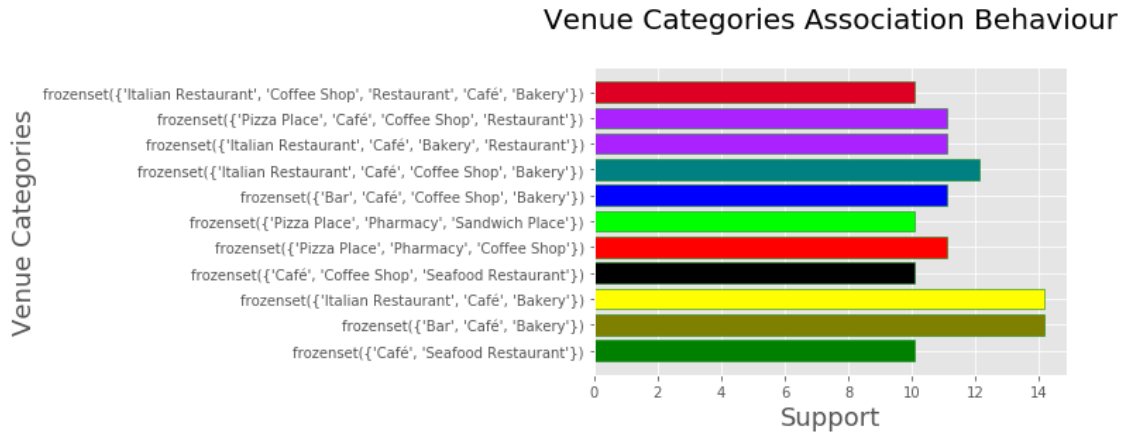 Venue Categories Association Behaviour
Venue Categories
frozenset({'Italian Restaurant', 'Coffee Shop', 'Restaurant', 'Café', 'Bakery'})
frozenset({'Pizza Place', 'Café', 'Coffee Shop', 'Restaurant'})
frozenset({'Italian Restaurant', 'Café', 'Bakery', 'Restaurant'})
frozenset({'Italian Restaurant', 'Café', 'Coffee Shop', 'Bakery'})
frozenset({'Bar', 'Café', 'Coffee Shop', 'Bakery'})
frozenset({'Pizza Place', 'Pharmacy', 'Sandwich Place'})
frozenset({'Pizza Place', 'Pharmacy', 'Coffee Shop'})
frozenset({'Café', 'Coffee Shop', 'Seafood Restaurant'})
frozenset({'Italian Restaurant', 'Café', 'Bakery'})
frozenset({'Bar', 'Café', 'Bakery'})
frozenset({'Café', 'Seafood Restaurant'})
0 2 4 6 8 10 12 14
Support